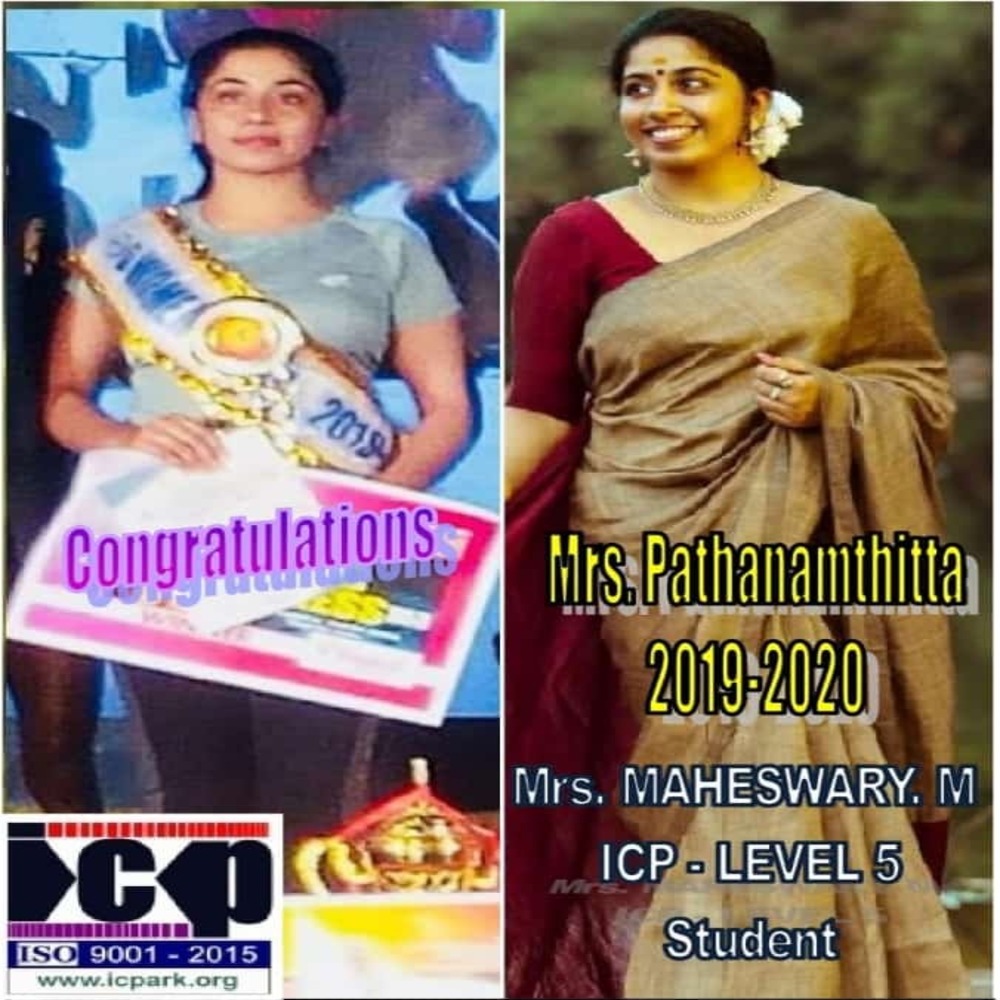 2019
Congratulations
Mrs. Pathanamthitta
2019-2020
Mrs. MAHESWARY. M
ICP - LEVEL 5
Student
icp
ISO 9001 - 2015
www.icpark.org